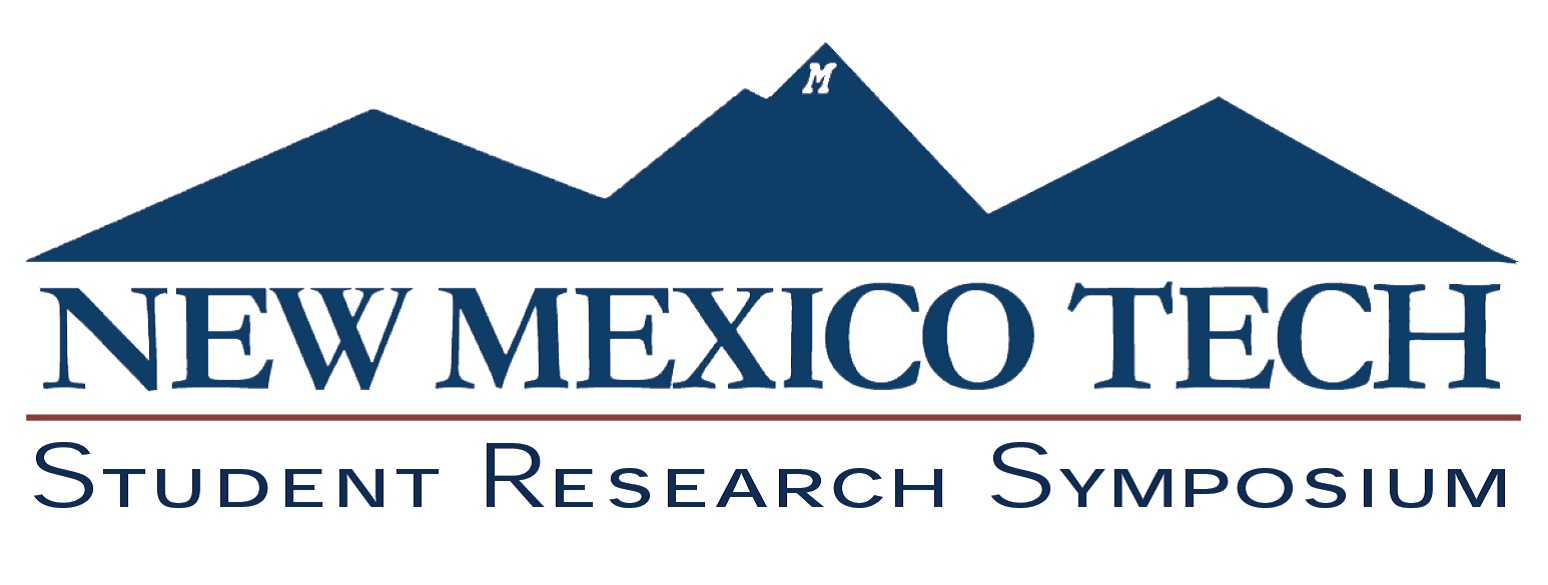 M
NEW MEXICO TECH
STUDENT RESEARCH SYMPOSIUM